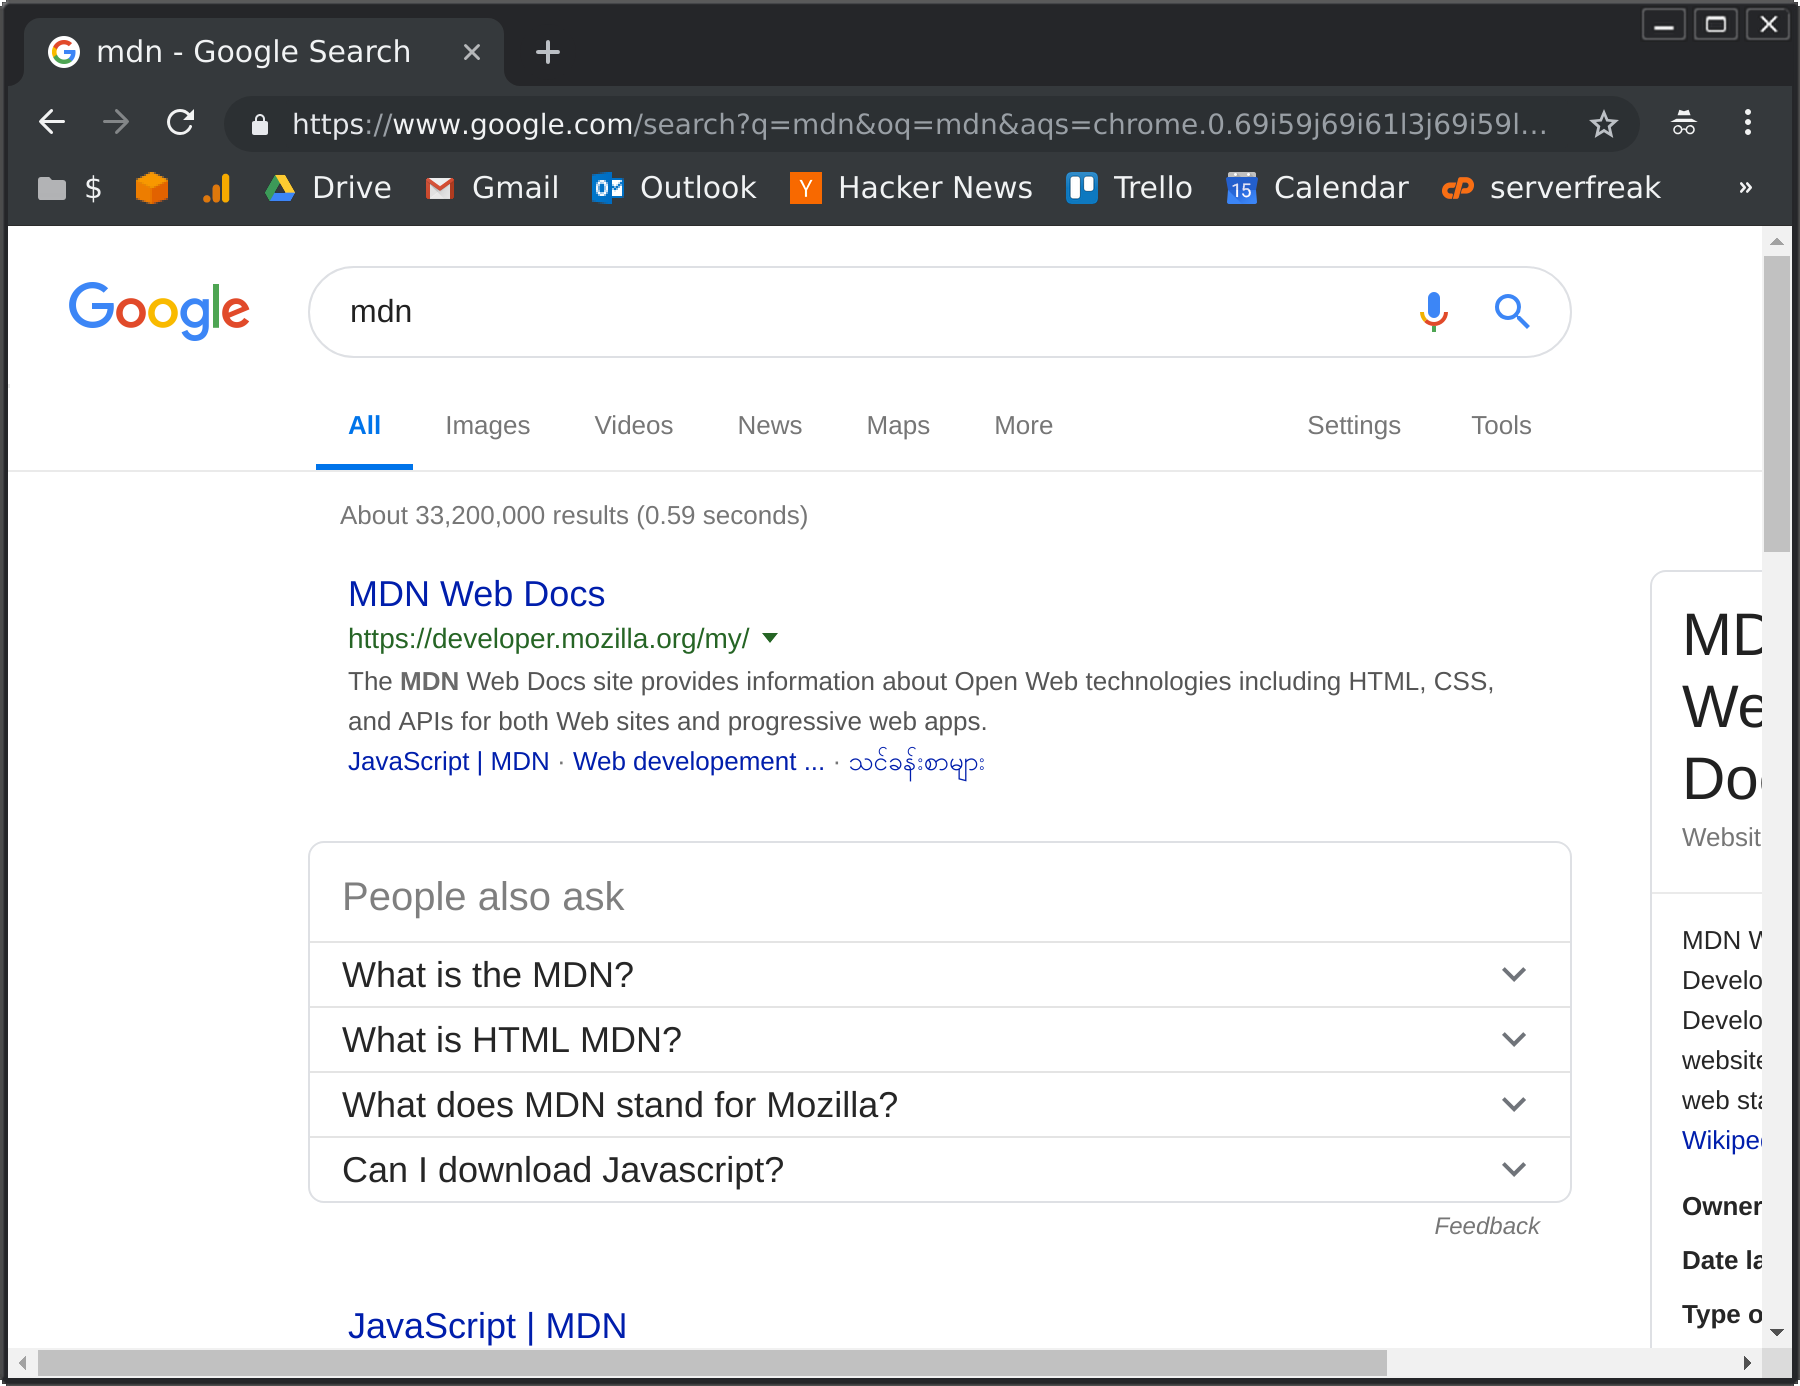 mdn - Google Search
https://www.google.com/search?q=mdn&oq=mdn&aqs=chrome.0.69i59j69i61l3j69i59l...
$ Drive Gmail Outlook Y Hacker News Trello 15 Calendar cP serverfreak »
Google mdn
All Images Videos News Maps More Settings Tools
About 33,200,000 results (0.59 seconds)
MDN Web Docs
https://developer.mozilla.org/my/
The MDN Web Docs site provides information about Open Web technologies including HTML, CSS,
and APIs for both Web sites and progressive web apps.
JavaScript | MDN · Web developement ... · သင်ခန်းစာများ
People also ask
What is the MDN?
What is HTML MDN?
What does MDN stand for Mozilla?
Can I download Javascript?
Feedback
JavaScript | MDN
MD
We
Do
Websit
MDN
Develo
Develo
website
web sta
Wikipe
Owner
Date la
Type o